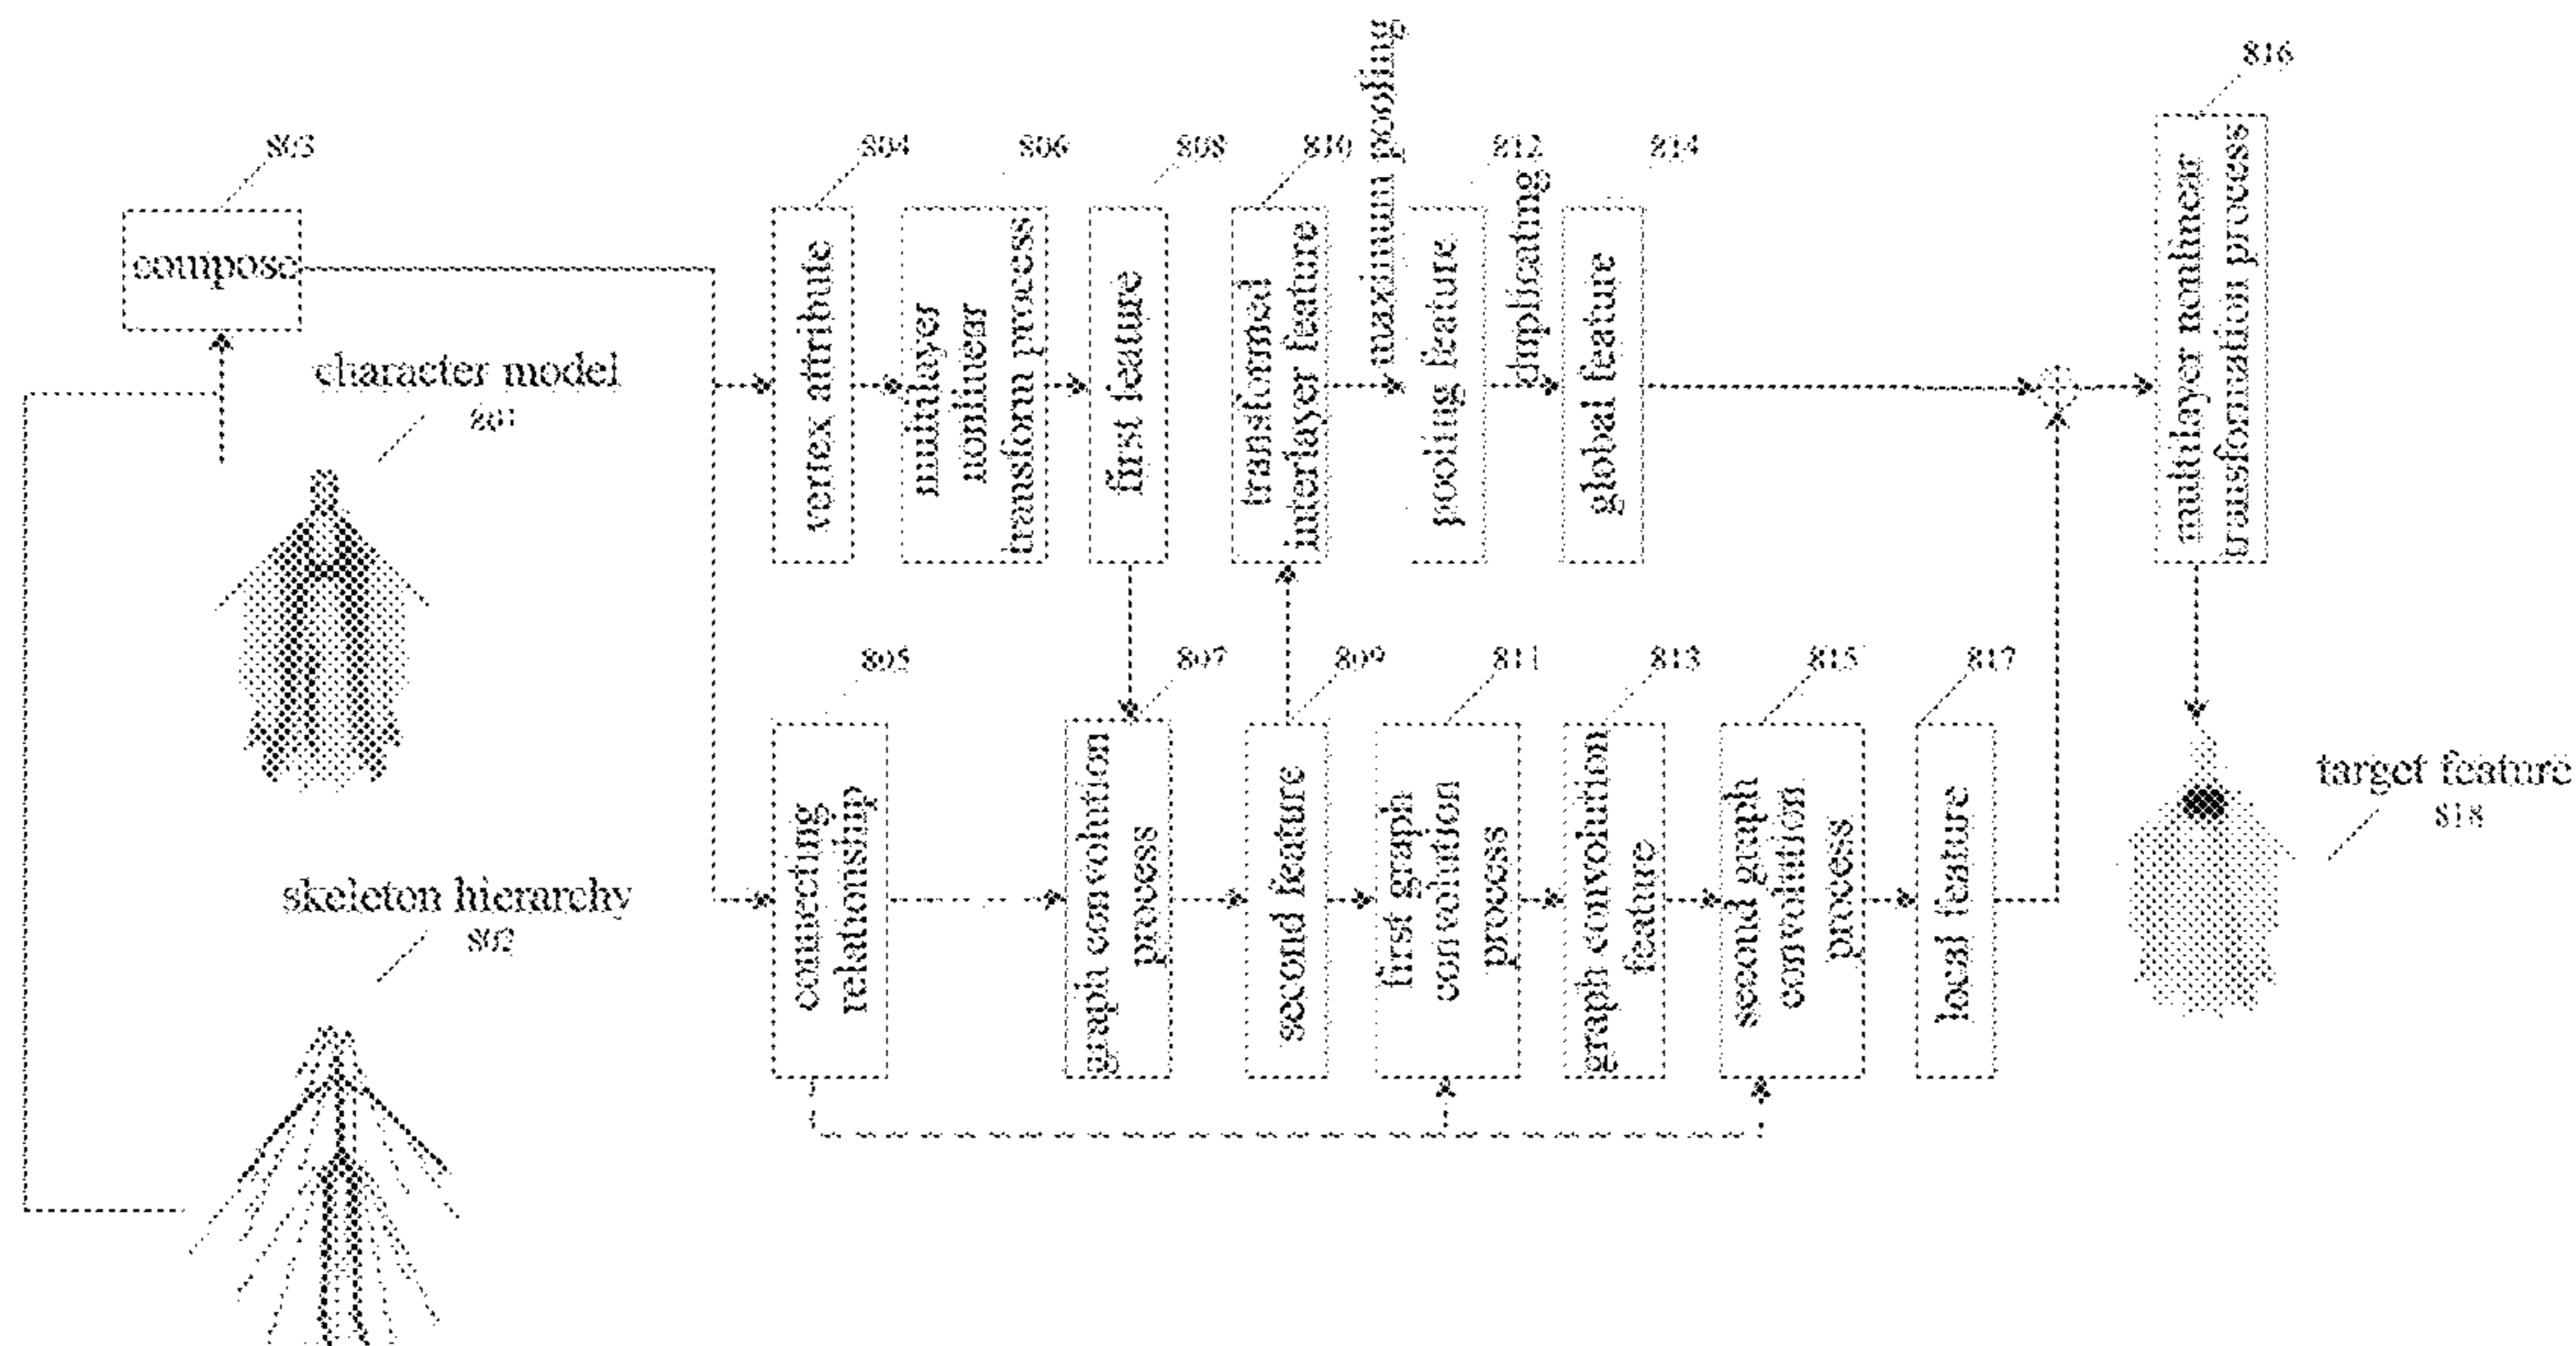 816
maximum pooling
803
804
806
808
810
812
814
compose
vertex attribute
multilayer
nonlinear
transform process
first feature
transformed
interlayer feature
pooling feature
duplicating
global feature
multilayer nonlinear
transformation process
character model
801
805
807
809
811
813
815
817
connecting
relationship
graph convolution
process
second feature
first graph
convolution
process
graph convolution
feature
second graph
convolution
process
local feature
target feature
818
skeleton hierarchy
802